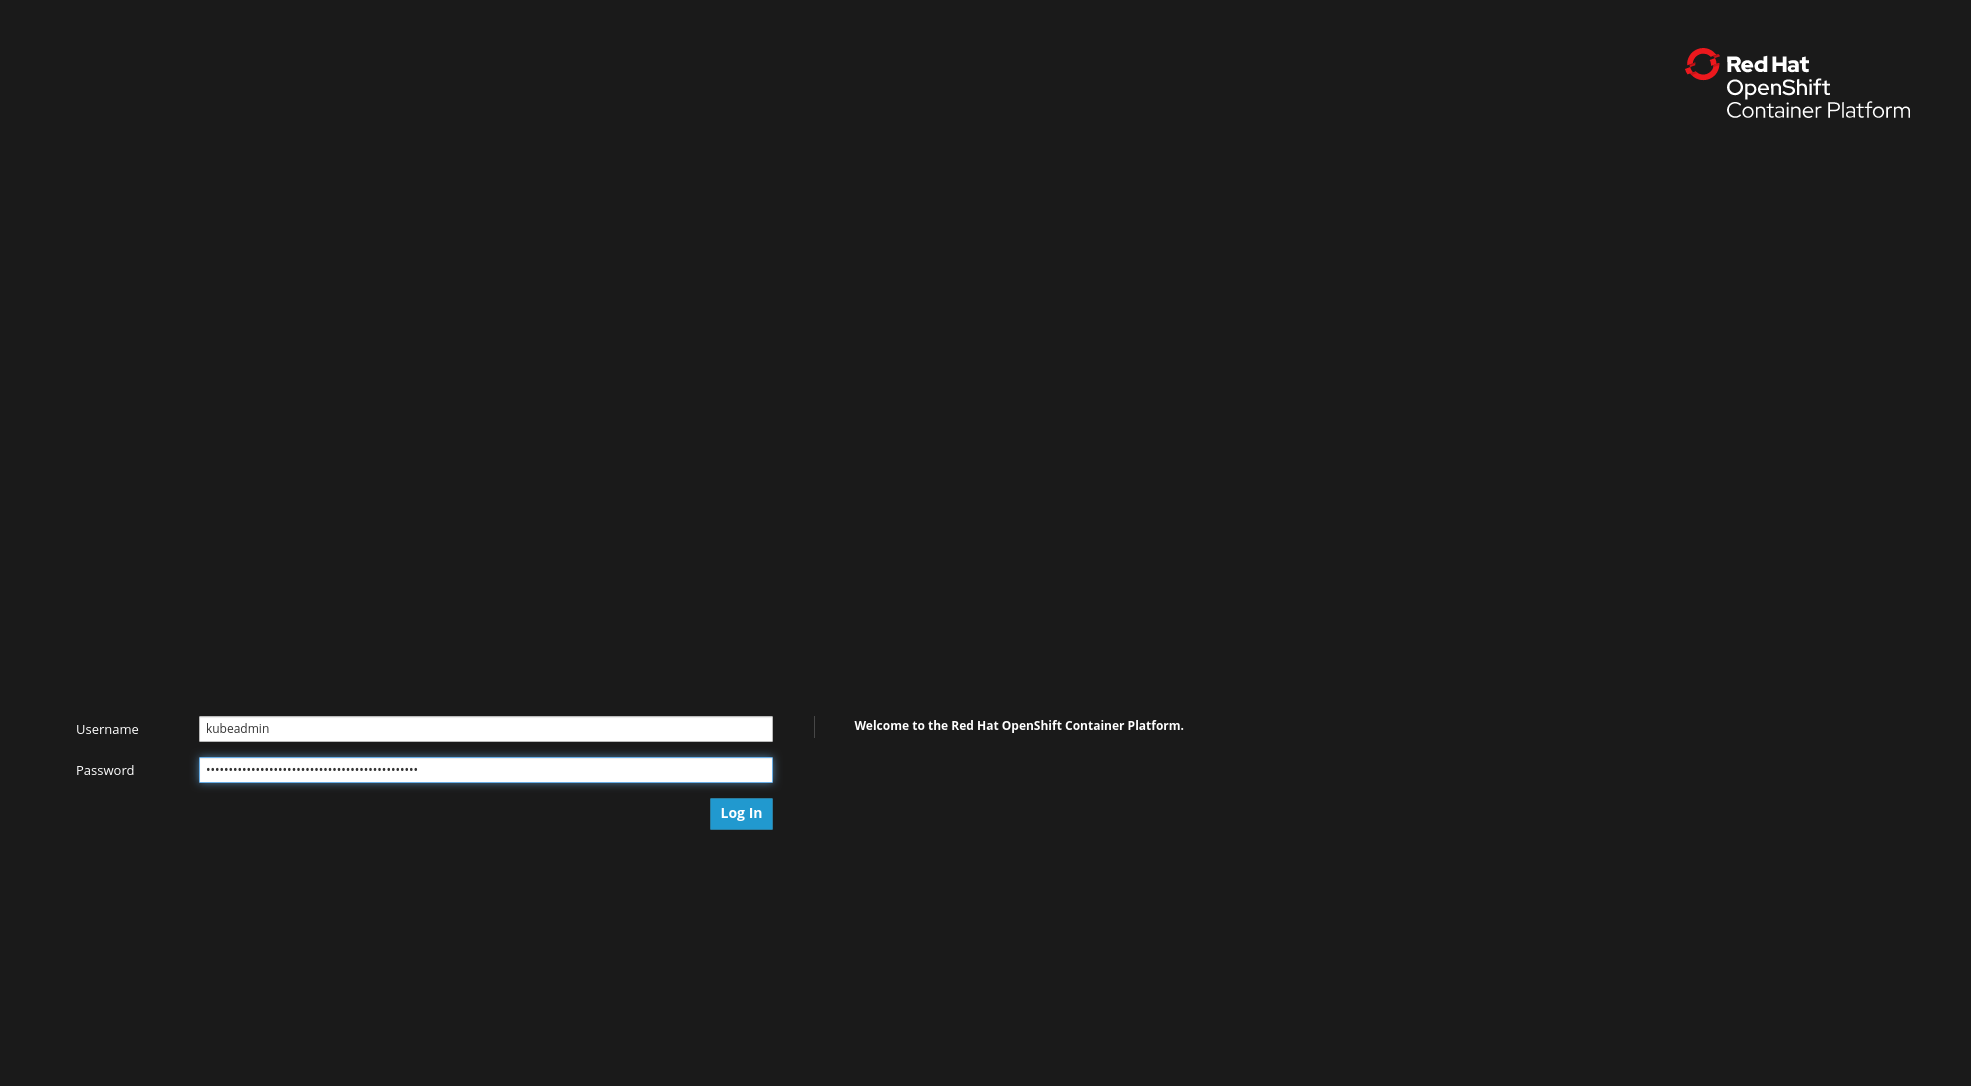 Red Hat
OpenShift
Container Platform
Username
kubeadmin
Password
Log In
Welcome to the Red Hat OpenShift Container Platform.